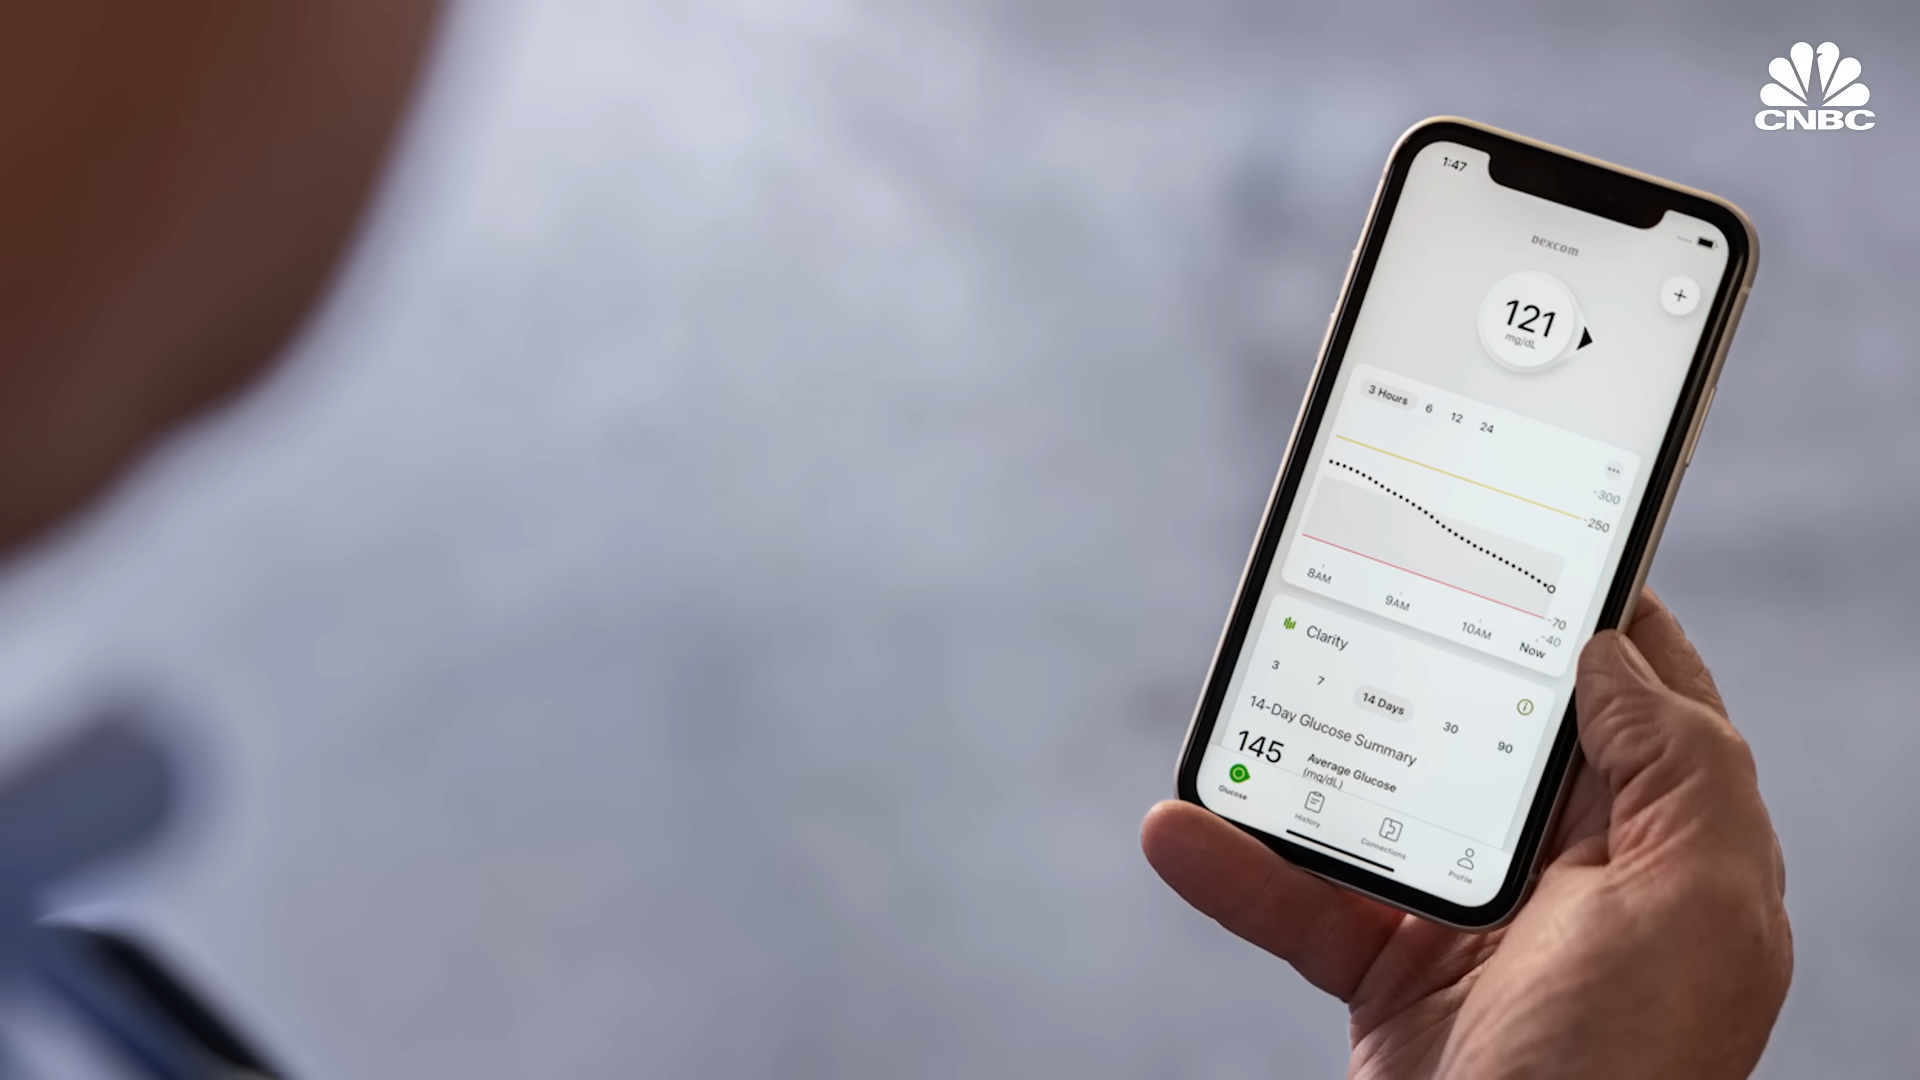 CNBC
1:47
Dexcom
+
121
mg/dL
3 Hours 6 12 24
-300
-250
-70
-40
8AM 9AM 10AM Now
Clarity
3 7 14 Days 30 90
14-Day Glucose Summary
145 Average Glucose
(mg/dL)
Glucose History Connections Profile